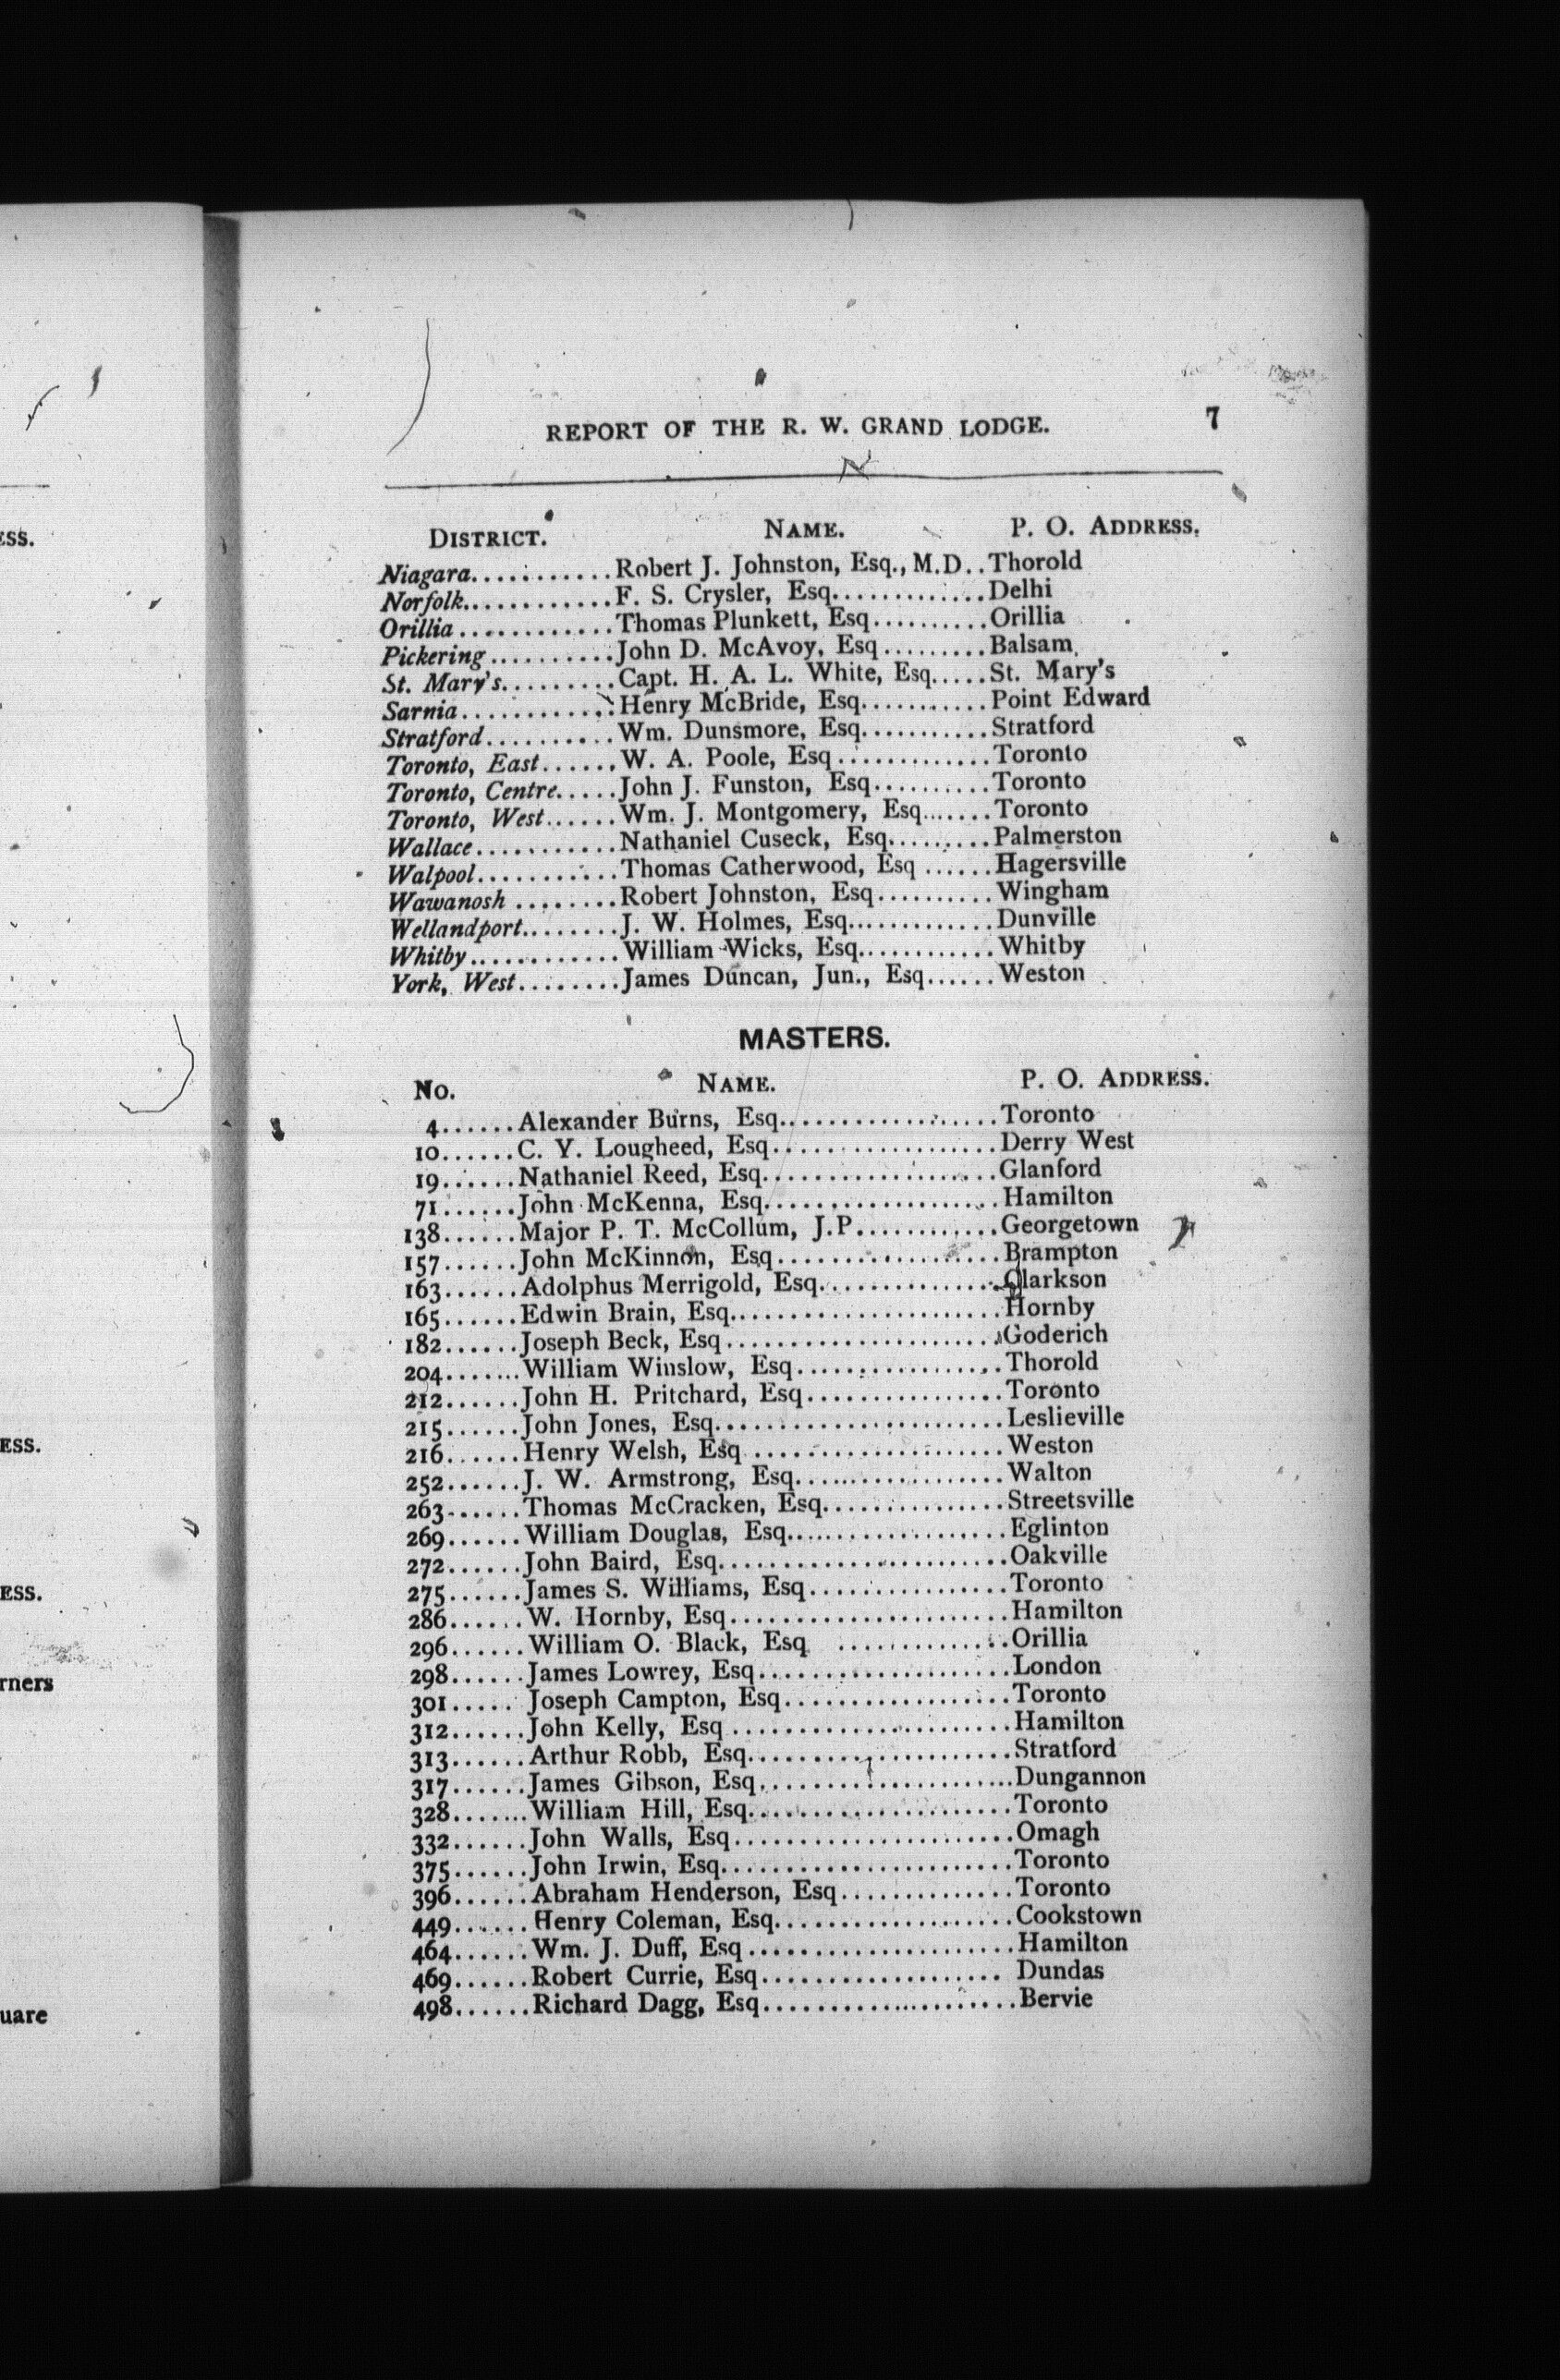 REPORT OF THE R. W. GRAND LODGE. 7
DISTRICT. NAME. P. O. ADDRESS.
Niagara............Robert J. Johnston, Esq., M.D..Thorold
Norfolk............F. S. Crysler, Esq.............Delhi
Orillia............Thomas Plunkett, Esq..........Orillia
Pickering..........John D. McAvoy, Esq.........Balsam
St. Mary's.........Capt. H. A. L. White, Esq.....St. Mary's
Sarnia............Henry McBride, Esq...........Point Edward
Stratford..........Wm. Dunsmore, Esq...........Stratford
Toronto, East......W. A. Poole, Esq.............Toronto
Toronto, Centre.....John J. Funston, Esq..........Toronto
Toronto, West......Wm. J. Montgomery, Esq.......Toronto
Wallace...........Nathaniel Cuseck, Esq.........Palmerston
Walpool...........Thomas Catherwood, Esq ......Hagersville
Wawanosh ........Robert Johnston, Esq..........Wingham
Wellandport........J. W. Holmes, Esq.............Dunville
Whitby............William Wicks, Esq............Whitby
York, West........James Duncan, Jun., Esq......Weston
MASTERS.
No. NAME. P. O. ADDRESS.
4......Alexander Burns, Esq...................Toronto
10......C. Y. Lougheed, Esq...................Derry West
19......Nathaniel Reed, Esq....................Glanford
71......John McKenna, Esq....................Hamilton
138......Major P. T. McCollum, J.P............Georgetown
157......John McKinnon, Esq...................Brampton
163......Adolphus Merrigold, Esq...............Clarkson
165......Edwin Brain, Esq.......................Hornby
182......Joseph Beck, Esq.......................Goderich
204.......William Winslow, Esq.................Thorold
212......John H. Pritchard, Esq................Toronto
215......John Jones, Esq........................Leslieville
216......Henry Welsh, Esq .....................Weston
252......J. W. Armstrong, Esq..................Walton
263......Thomas McCracken, Esq...............Streetsville
269......William Douglas, Esq...................Eglinton
272......John Baird, Esq........................Oakville
275......James S. Williams, Esq................Toronto
286......W. Hornby, Esq.......................Hamilton
296......William O. Black, Esq ..............Orillia
298......James Lowrey, Esq.....................London
301..... Joseph Campton, Esq...................Toronto
312......John Kelly, Esq .......................Hamilton
313......Arthur Robb, Esq......................Stratford
317......James Gibson, Esq.....................Dungannon
328.......William Hill, Esq......................Toronto
332......John Walls, Esq.......................Omagh
375......John Irwin, Esq........................Toronto
396......Abraham Henderson, Esq..............Toronto
449......Henry Coleman, Esq....................Cookstown
464......Wm. J. Duff, Esq......................Hamilton
469......Robert Currie, Esq.................... Dundas
498......Richard Dagg, Esq.....................Bervie
ESS.
ESS.
ESS.
rners
uare